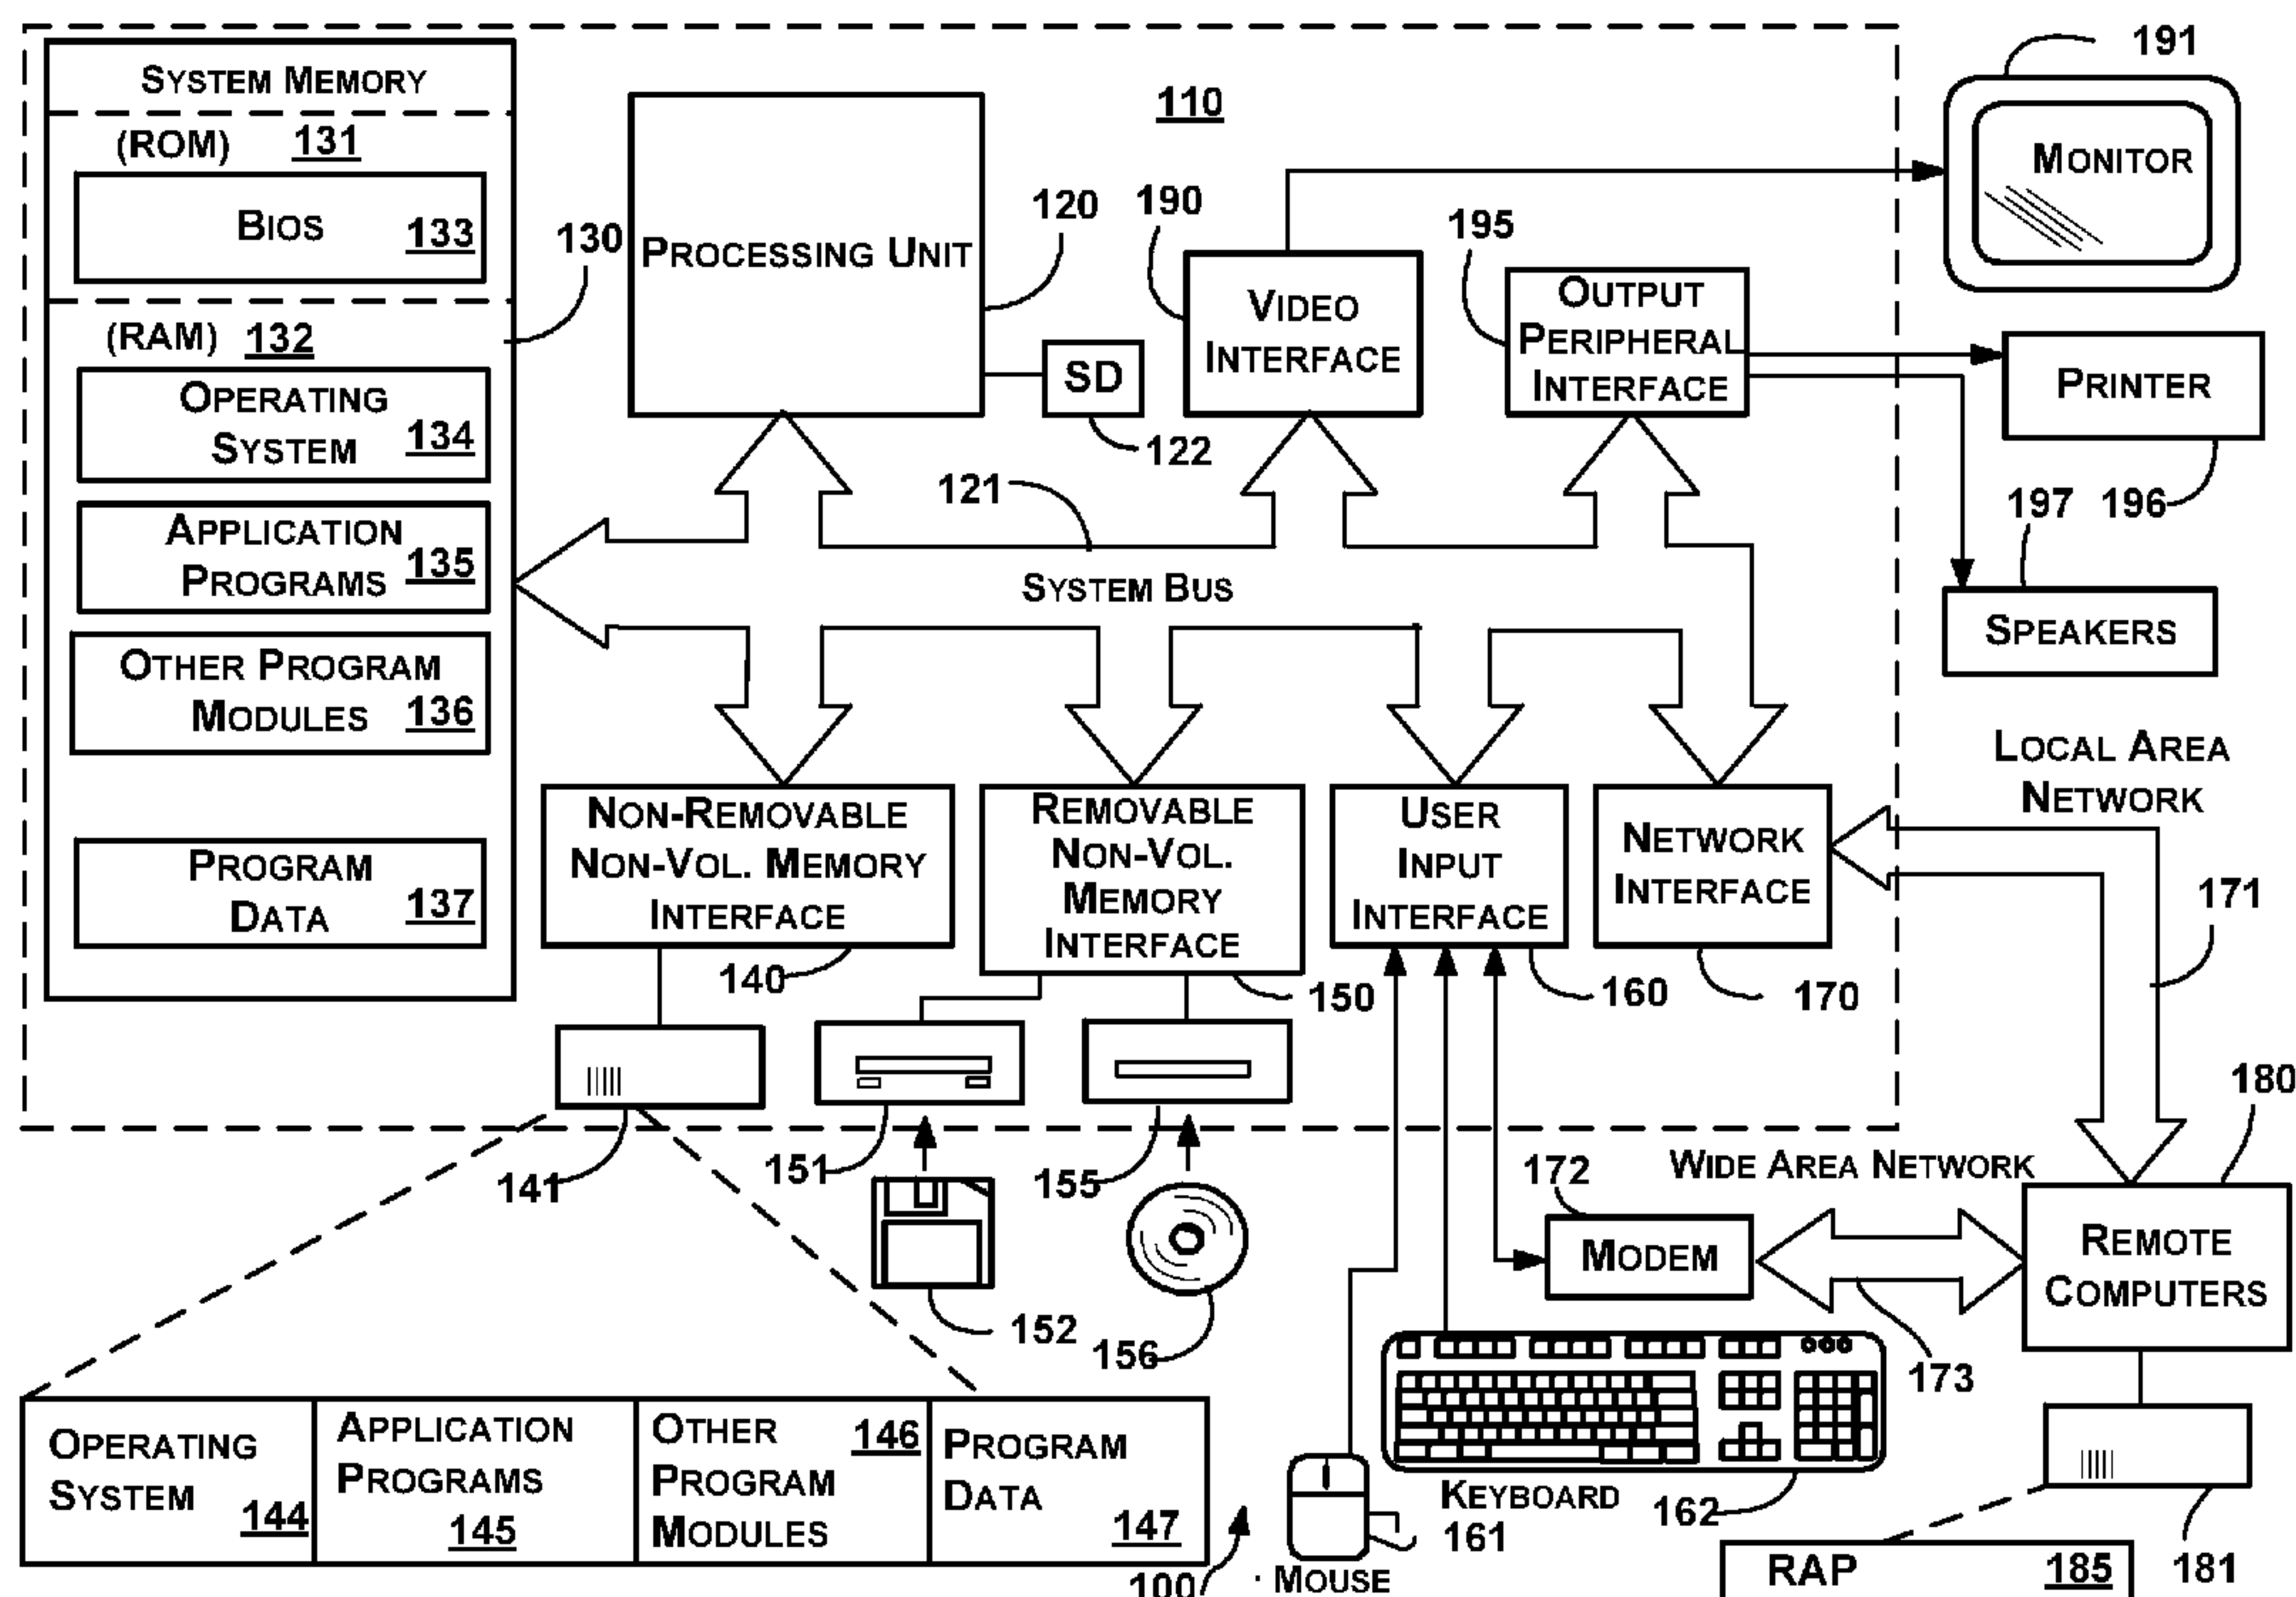 SYSTEM MEMORY
(ROM) 131
BIOS 133
130
(RAM) 132
OPERATING
SYSTEM 134
APPLICATION
PROGRAMS 135
OTHER PROGRAM
MODULES 136
PROGRAM
DATA 137
PROCESSING UNIT
120
SD
122
110
190
VIDEO
INTERFACE
195
OUTPUT
PERIPHERAL
INTERFACE
191
MONITOR
PRINTER
196
197
SPEAKERS
121
SYSTEM BUS
NON-REMOVABLE
NON-VOL. MEMORY
INTERFACE
140
REMOVABLE
NON-VOL.
MEMORY
INTERFACE
150
USER
INPUT
INTERFACE
160
NETWORK
INTERFACE
170
LOCAL AREA
NETWORK
171
180
141
151
152
155
156
172
WIDE AREA NETWORK
MODEM
173
REMOTE
COMPUTERS
OPERATING
SYSTEM 144
APPLICATION
PROGRAMS
145
OTHER 146
PROGRAM
MODULES
PROGRAM
DATA
147
100
MOUSE
KEYBOARD
161
162
181
RAP 185